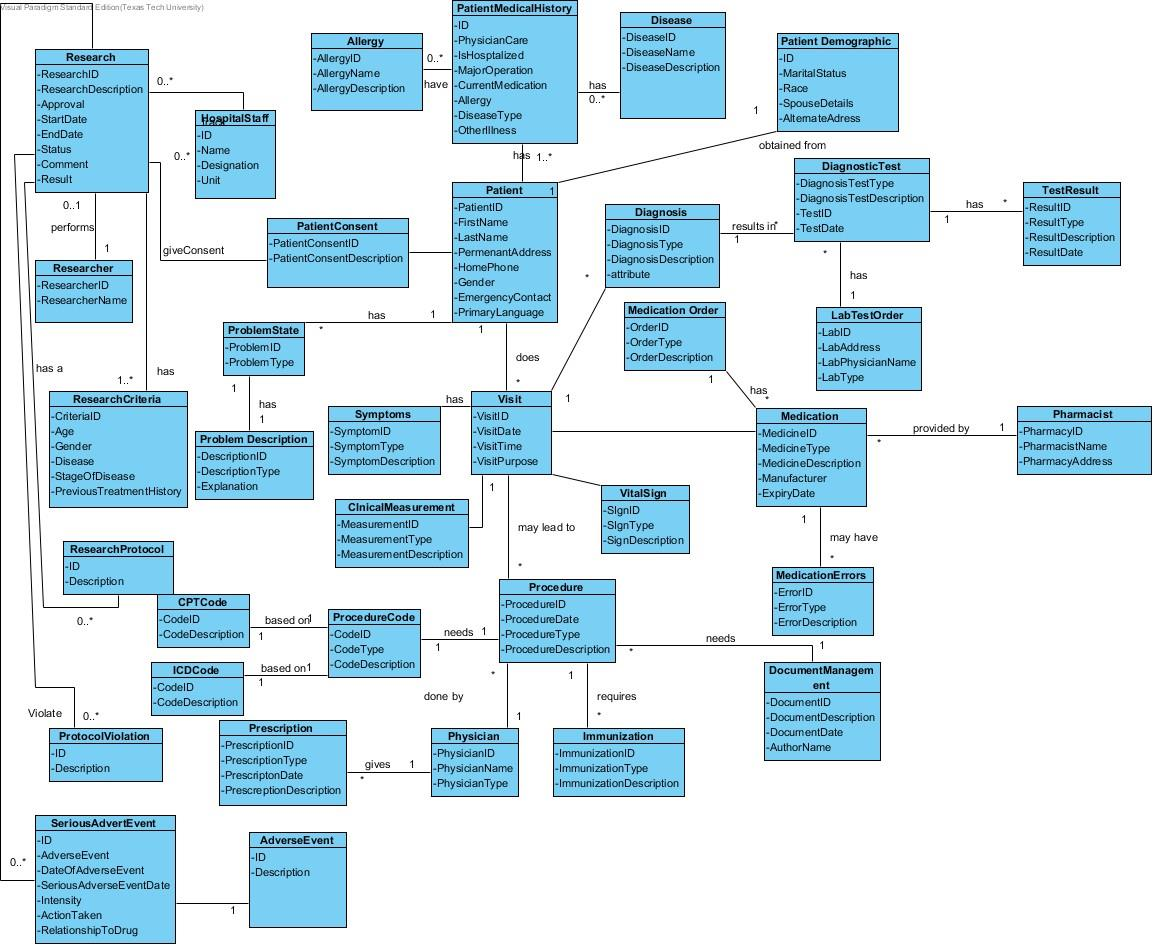 Visual Paradigm Standard Edition(Texas Tech University)
PatientMedicalHistory
-ID
-PhysicianCare
-IsHosptalized
-MajorOperation
-CurrentMedication
-Allergy
-DiseaseType
-OtherIllness
Disease
-DiseaseID
-DiseaseName
-DiseaseDescription
Allergy
-AllergyID
-AllergyName
-AllergyDescription
0..*
have
has
0..*
Patient Demographic
-ID
-MaritalStatus
-Race
-SpouseDetails
-AlternateAdress
1
obtained from
Research
-ResearchID
-ResearchDescription
-Approval
-StartDate
-EndDate
-Status
-Comment
-Result
0..*
HospitalStaff
-ID
-Name
-Designation
-Unit
0..*
has
1..*
0..1
performs
1
Researcher
-ResearcherID
-ResearcherName
giveConsent
PatientConsent
-PatientConsentID
-PatientConsentDescription
Patient
1
-PatientID
-FirstName
-LastName
-PermenantAddress
-HomePhone
-Gender
-EmergencyContact
-PrimaryLanguage
Diagnosis
-DiagnosisID
-DiagnosisType
-DiagnosisDescription
-attribute
results in*
1
DiagnosticTest
-DiagnosisTestType
-DiagnosisTestDescription
-TestID
-TestDate
has
*
1
TestResult
-ResultID
-ResultType
-ResultDescription
-ResultDate
*
has
1
LabTestOrder
-LabID
-LabAddress
-LabPhysicianName
-LabType
*
Medication Order
-OrderID
-OrderType
-OrderDescription
1
has
*
has
1
*
1
does
*
ProblemState
-ProblemID
-ProblemType
1
has
1
Problem Description
-DescriptionID
-DescriptionType
-Explanation
has a
1..*
has
ResearchCriteria
-CriteriaID
-Age
-Gender
-Disease
-StageOfDisease
-PreviousTreatmentHistory
Symptoms
-SymptomID
-SymptomType
-SymptomDescription
has
Visit
-VisitID
-VisitDate
-VisitTime
-VisitPurpose
1
Medication
-MedicineID
-MedicineType
-MedicineDescription
-Manufacturer
-ExpiryDate
provided by
1
*
Pharmacist
-PharmacyID
-PharmacistName
-PharmacyAddress
ClnicalMeasurement
-MeasurementID
-MeasurementType
-MeasurementDescription
1
VitalSign
-SIgnID
-SIgnType
-SignDescription
may lead to
*
1
may have
*
MedicationErrors
-ErrorID
-ErrorType
-ErrorDescription
ResearchProtocol
-ID
-Description
0..*
CPTCode
-CodeID
-CodeDescription
based on
1
1
ProcedureCode
-CodeID
-CodeType
-CodeDescription
needs
1
1
Procedure
-ProcedureID
-ProcedureDate
-ProcedureType
-ProcedureDescription
needs
*
1
DocumentManagem
ent
-DocumentID
-DocumentDescription
-DocumentDate
-AuthorName
ICDCode
-CodeID
-CodeDescription
based on
1
1
*
done by
1
1
requires
*
Violate
0..*
ProtocolViolation
-ID
-Description
Prescription
-PrescriptionID
-PrescriptionType
-PrescriptonDate
-PrescreptionDescription
gives
1
*
Physician
-PhysicianID
-PhysicianName
-PhysicianType
Immunization
-ImmunizationID
-ImmunizationType
-ImmunizationDescription
SeriousAdvertEvent
-ID
-AdverseEvent
-DateOfAdverseEvent
-SeriousAdverseEventDate
-Intensity
-ActionTaken
-RelationshipToDrug
0..*
1
AdverseEvent
-ID
-Description